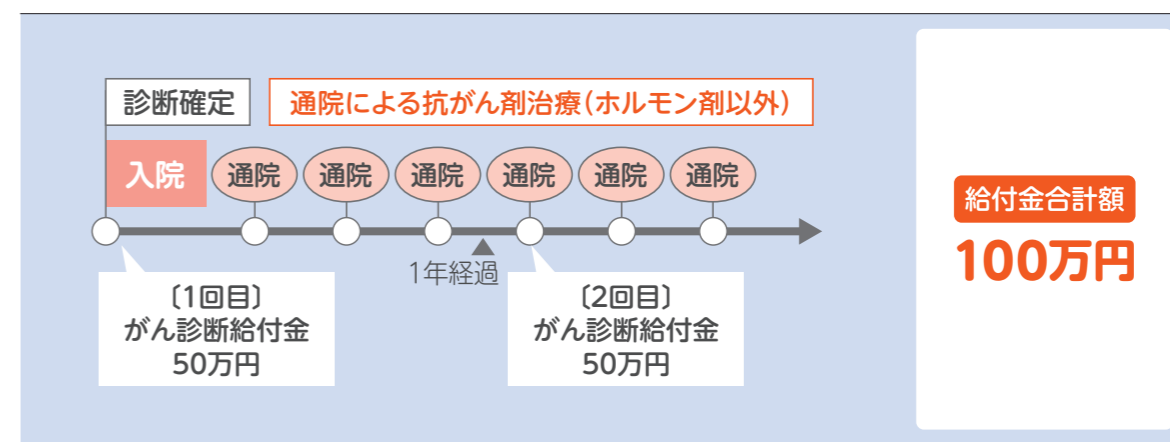 診断確定
通院による抗がん剤治療(ホルモン剤以外)
入院
通院
通院
通院
通院
通院
通院
1年経過
〔1回目〕
がん診断給付金
50万円
〔2回目〕
がん診断給付金
50万円
給付金合計額
100万円